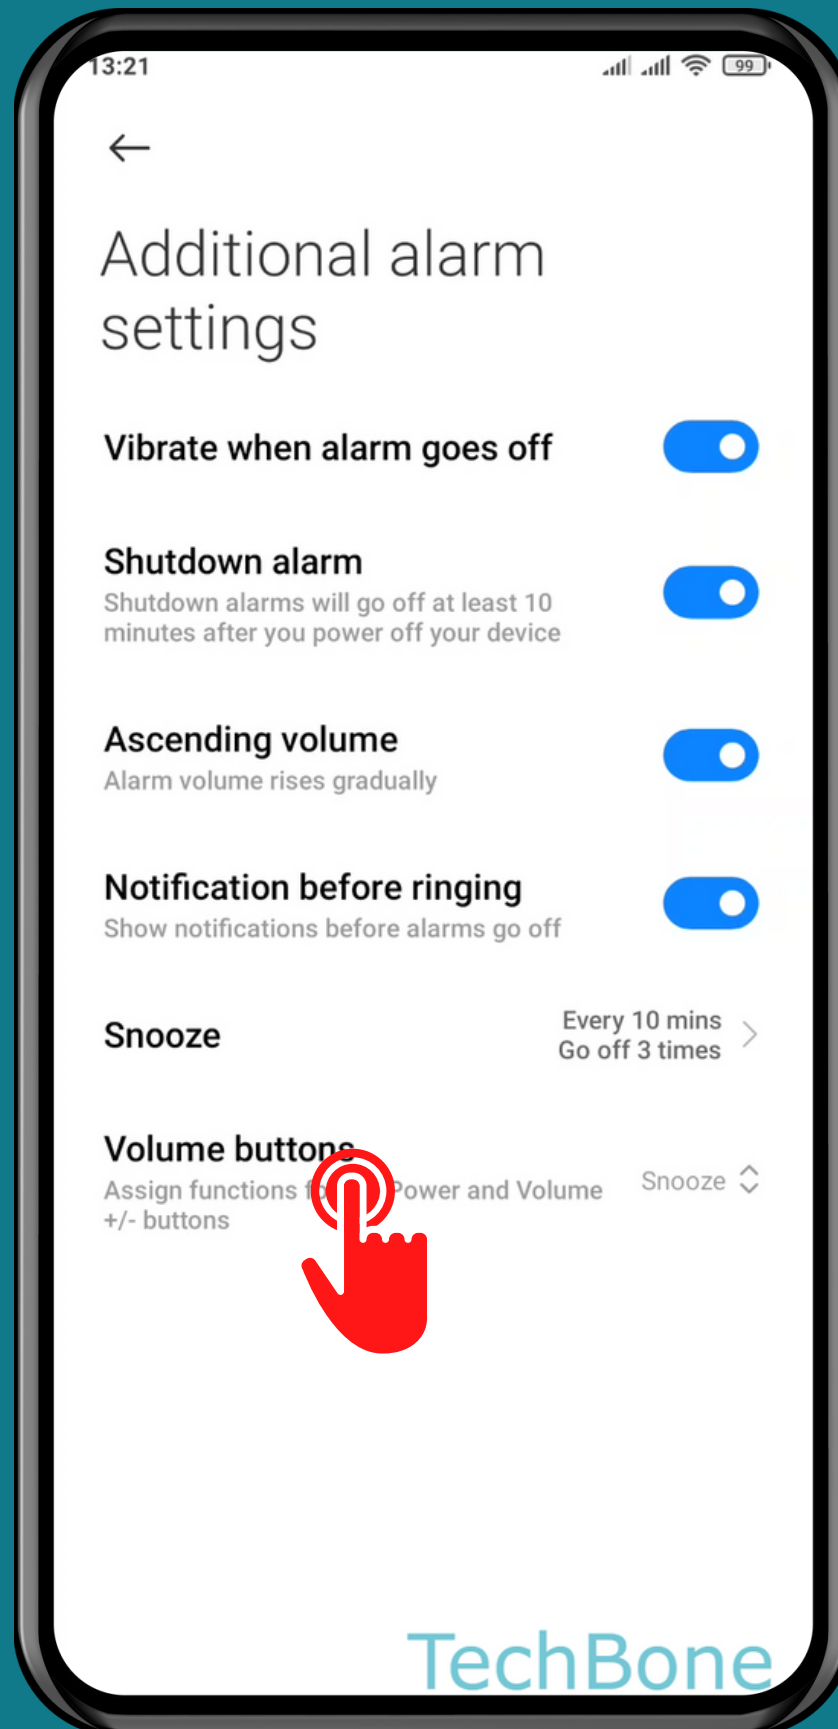 13:21
99
Additional alarm
settings
Vibrate when alarm goes off
Shutdown alarm
Shutdown alarms will go off at least 10
minutes after you power off your device
Ascending volume
Alarm volume rises gradually
Notification before ringing
Show notifications before alarms go off
Snooze
Every 10 mins
Go off 3 times
Volume buttons
Assign functions Power and Volume
+/- buttons
Snooze
TechBone